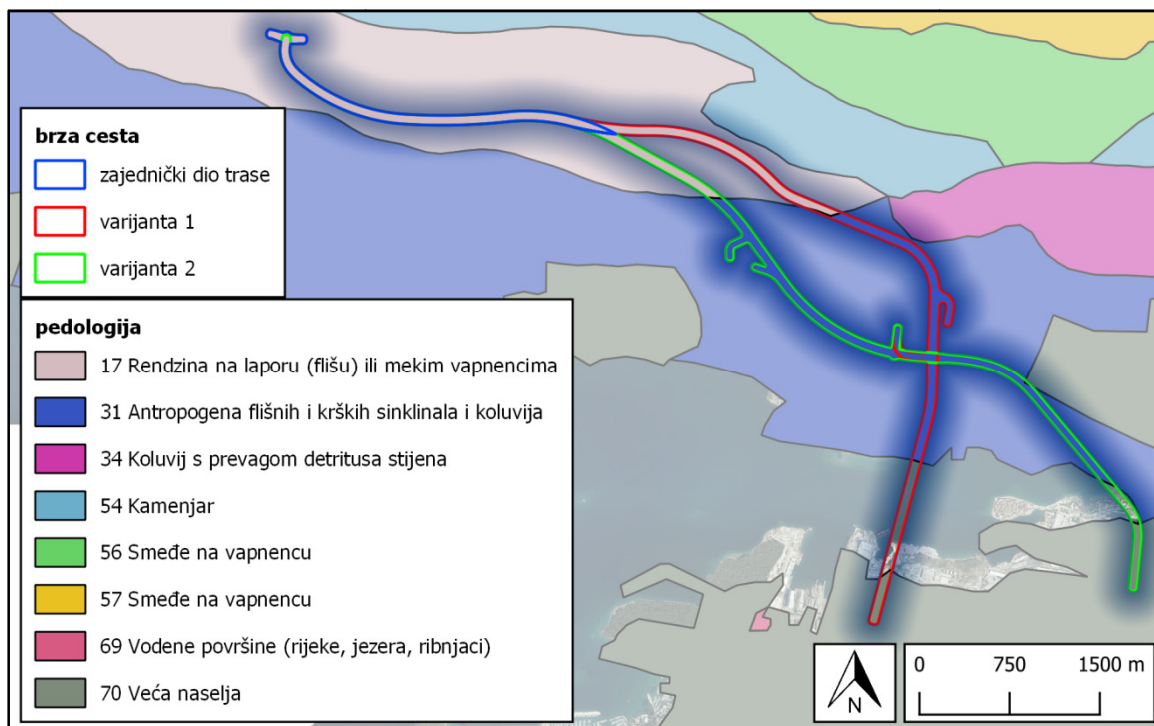 brza cesta
zajednički dio trase
varijanta 1
varijanta 2
pedologija
17 Rendzina na laporu (flišu) ili mekim vapnencima
31 Antropogena flišnih i krških sinklinala i koluvija
34 Koluvij s prevagom detritusa stijena
54 Kamenjar
56 Smeđe na vapnencu
57 Smeđe na vapnencu
69 Vodene površine (rijeke, jezera, ribnjaci)
70 Veća naselja
N
0 750 1500 m